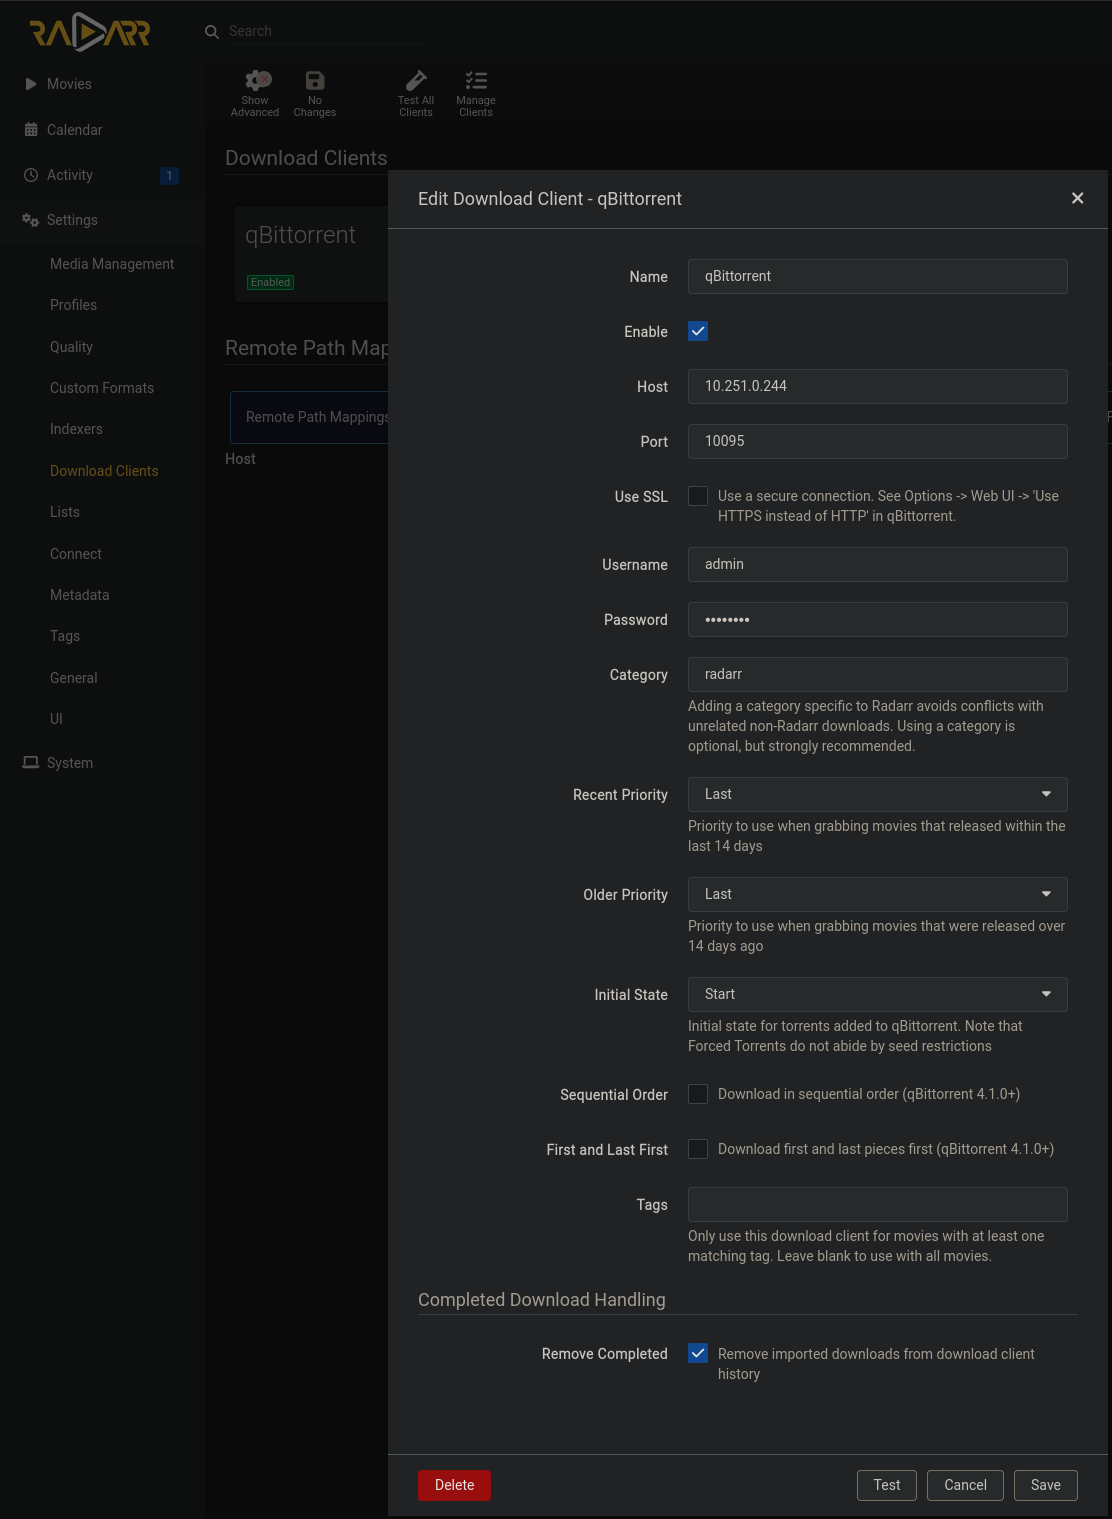 RADARR
Search
Movies
Calendar
Activity
1
Settings
Media Management
Profiles
Quality
Custom Formats
Indexers
Download Clients
Lists
Connect
Metadata
Tags
General
UI
System
Show
Advanced
No
Changes
Test All
Clients
Manage
Clients
Download Clients
qBittorrent
Enabled
Remote Path Map
Remote Path Mappings
Host
Edit Download Client - qBittorrent
Name
qBittorrent
Enable
Host
10.251.0.244
Port
10095
Use SSL
Use a secure connection. See Options -> Web UI -> 'Use
HTTPS instead of HTTP' in qBittorrent.
Username
admin
Password
••••••••
Category
radarr
Adding a category specific to Radarr avoids conflicts with
unrelated non-Radarr downloads. Using a category is
optional, but strongly recommended.
Recent Priority
Last
Priority to use when grabbing movies that released within the
last 14 days
Older Priority
Last
Priority to use when grabbing movies that were released over
14 days ago
Initial State
Start
Initial state for torrents added to qBittorrent. Note that
Forced Torrents do not abide by seed restrictions
Sequential Order
Download in sequential order (qBittorrent 4.1.0+)
First and Last First
Download first and last pieces first (qBittorrent 4.1.0+)
Tags
Only use this download client for movies with at least one
matching tag. Leave blank to use with all movies.
Completed Download Handling
Remove Completed
Remove imported downloads from download client
history
Delete
Test
Cancel
Save